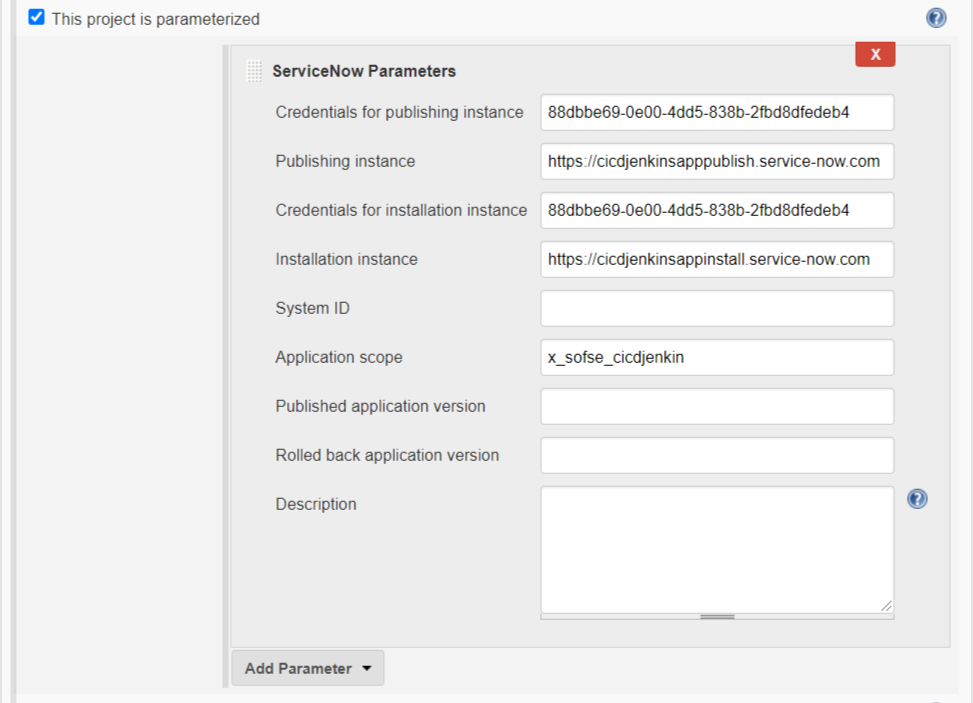 This project is parameterized
?
X
ServiceNow Parameters
Credentials for publishing instance 88dbbe69-0e00-4dd5-838b-2fbd8dfedeb4
Publishing instance https://cicdjenkinsapppublish.service-now.com
Credentials for installation instance 88dbbe69-0e00-4dd5-838b-2fbd8dfedeb4
Installation instance https://cicdjenkinsappinstall.service-now.com
System ID
Application scope x_sofse_cicdjenkin
Published application version
Rolled back application version
Description
?
Add Parameter